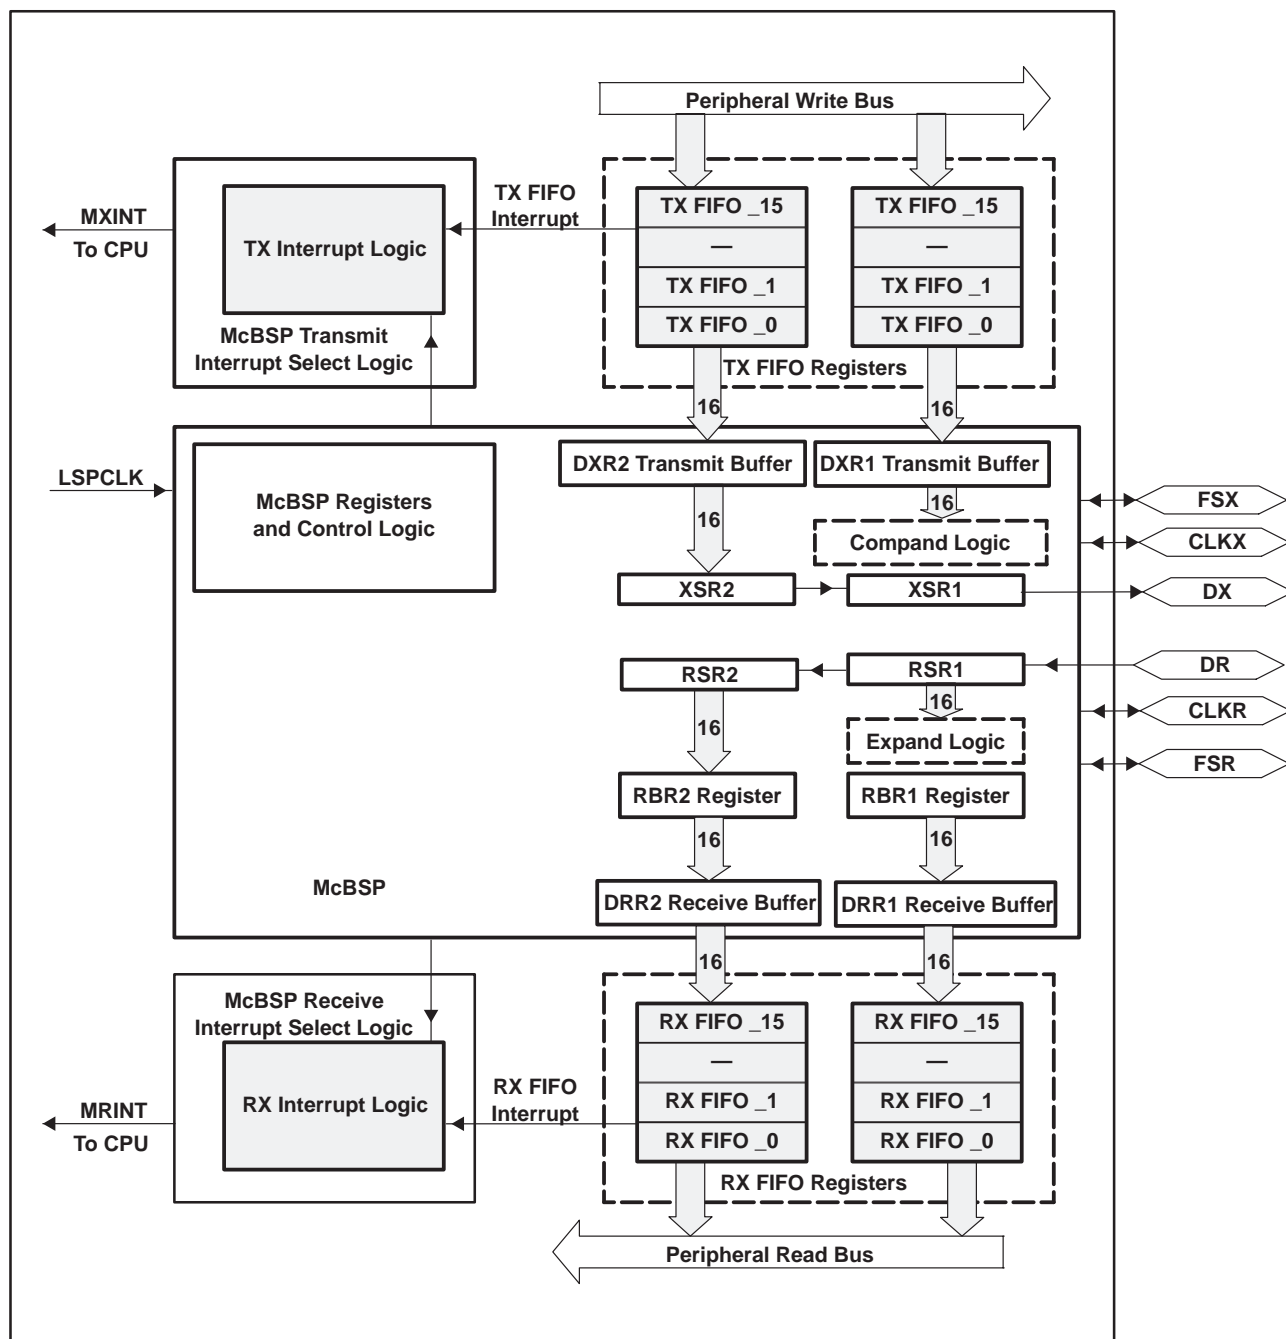 Peripheral Write Bus
MXINT
To CPU
TX Interrupt Logic
McBSP Transmit
Interrupt Select Logic
TX FIFO
Interrupt
TX FIFO _15
—
TX FIFO _1
TX FIFO _0
TX FIFO _15
—
TX FIFO _1
TX FIFO _0
TX FIFO Registers
16
16
LSPCLK
McBSP Registers
and Control Logic
DXR2 Transmit Buffer
DXR1 Transmit Buffer
16
16
Compand Logic
XSR2
XSR1
FSX
CLKX
DX
RSR2
RSR1
DR
16
16
Expand Logic
CLKR
FSR
RBR2 Register
RBR1 Register
16
16
McBSP
DRR2 Receive Buffer
DRR1 Receive Buffer
16
16
McBSP Receive
Interrupt Select Logic
RX Interrupt Logic
MRINT
To CPU
RX FIFO
Interrupt
RX FIFO _15
—
RX FIFO _1
RX FIFO _0
RX FIFO _15
—
RX FIFO _1
RX FIFO _0
RX FIFO Registers
Peripheral Read Bus